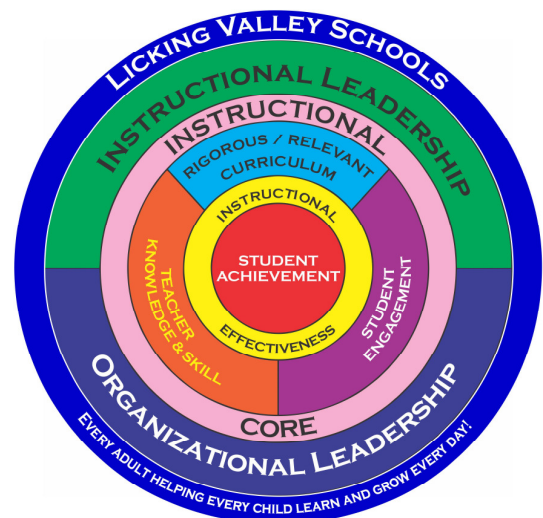 LICKING VALLEY SCHOOLS
INSTRUCTIONAL LEADERSHIP
INSTRUCTIONAL
RIGOROUS / RELEVANT
CURRICULUM
INSTRUCTIONAL
STUDENT
ACHIEVEMENT
EFFECTIVENESS
TEACHER
KNOWLEDGE & SKILL
STUDENT
ENGAGEMENT
CORE
ORGANIZATIONAL LEADERSHIP
EVERY ADULT HELPING EVERY CHILD LEARN AND GROW EVERY DAY!